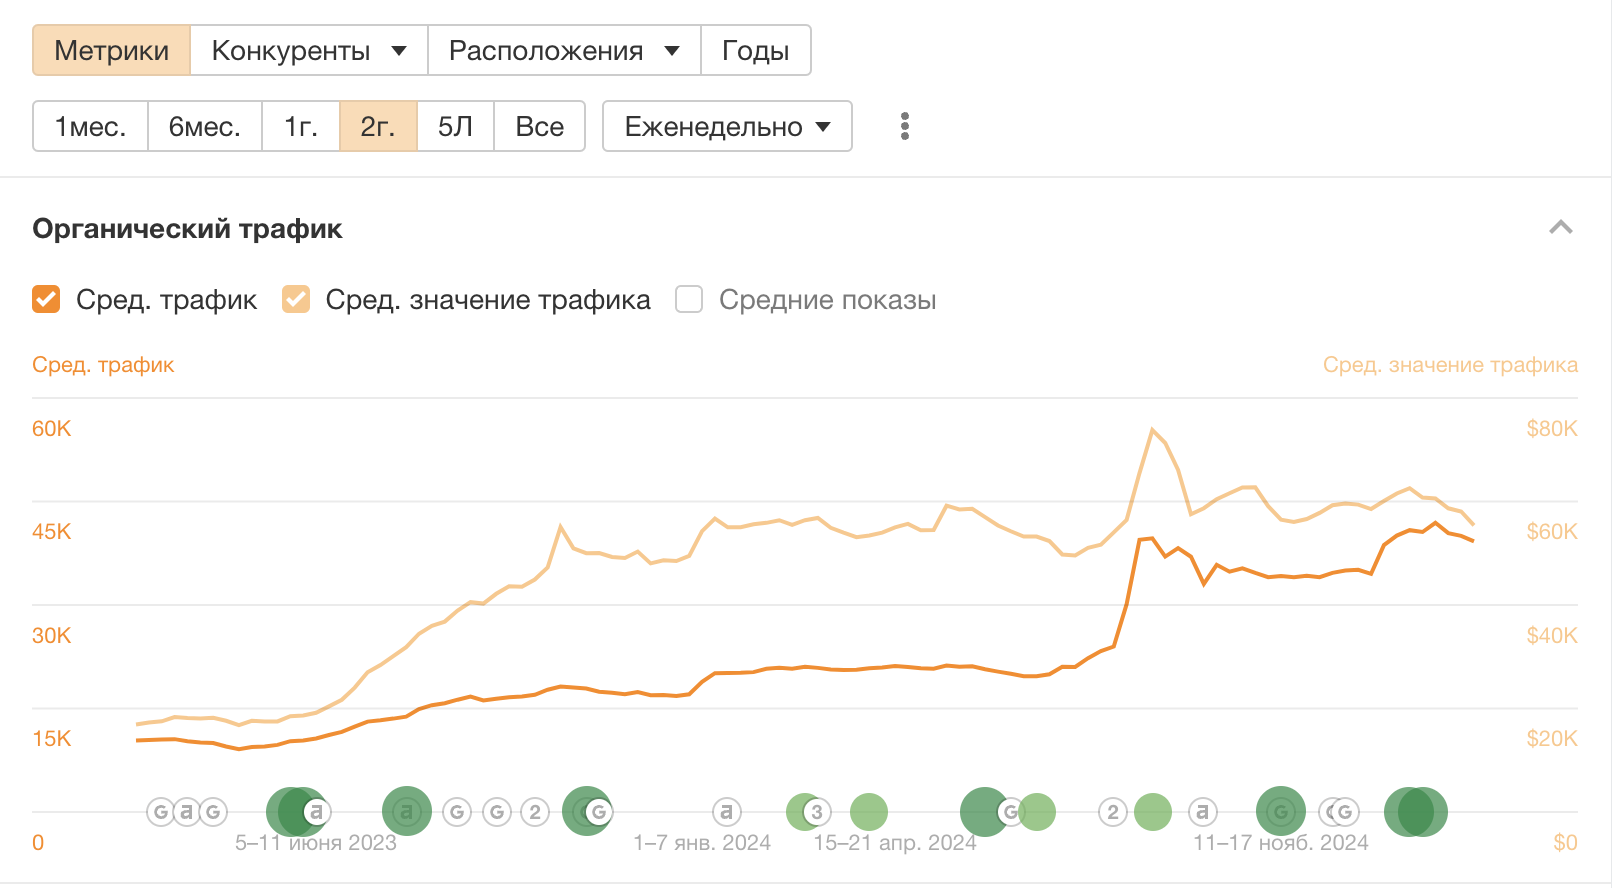 Метрики Конкуренты Расположения Годы
1мес. 6мес. 1г. 2г. 5Л Все Еженедельно
Органический трафик
Сред. трафик Сред. значение трафика Средние показы
Сред. трафик Сред. значение трафика
60K $80K
45K $60K
30K $40K
15K $20K
G a G a a G G 2 G G a 3 G 2 a G G G
0 5–11 июня 2023 1–7 янв. 2024 15–21 апр. 2024 11–17 нояб. 2024 $0